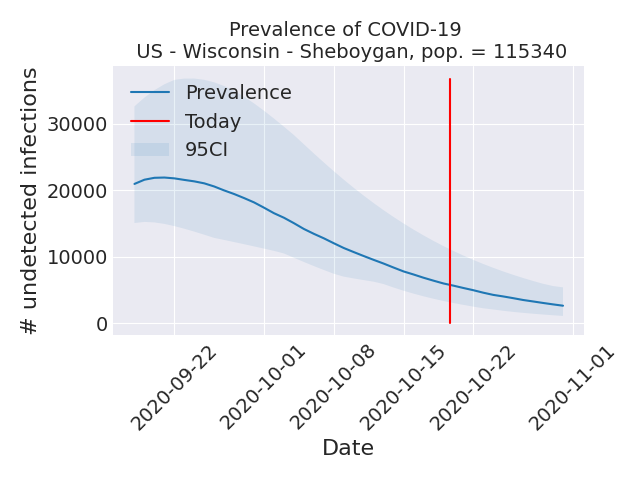 Prevalence of COVID-19
US - Wisconsin - Sheboygan, pop. = 115340
# undetected infections
30000
20000
10000
0
Prevalence
Today
95CI
2020-09-22
2020-10-01
2020-10-08
2020-10-15
2020-10-22
2020-11-01
Date